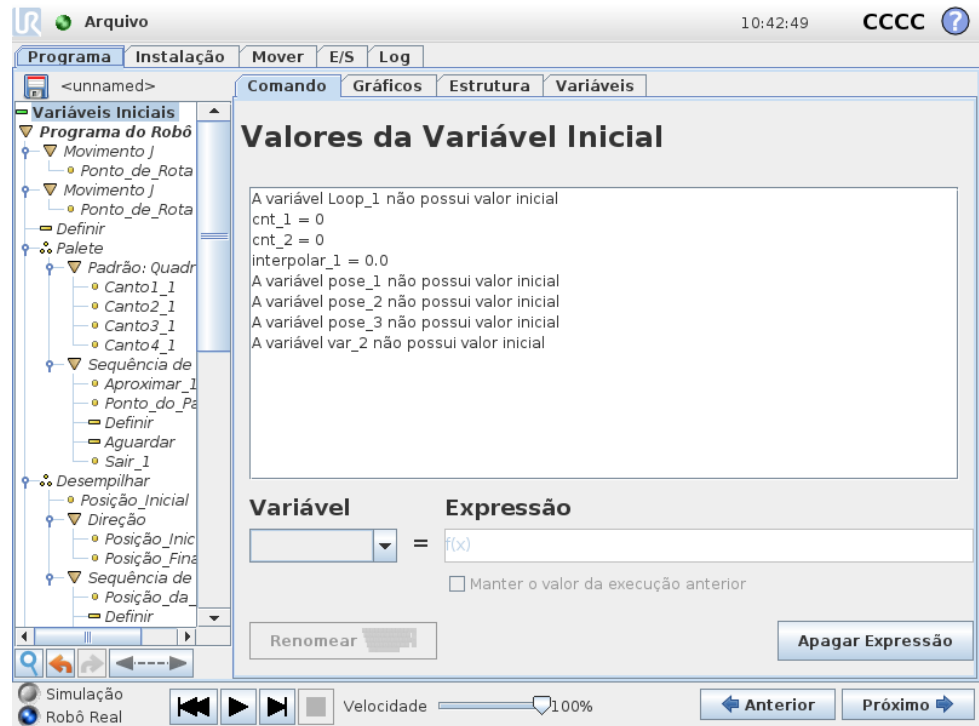 UR Arquivo 10:42:49 CCCC ?
Programa Instalação Mover E/S Log
<unnamed>
Comando Gráficos Estrutura Variáveis
Variáveis Iniciais
Programa do Robô
Movimento J
Ponto_de_Rota
Movimento J
Ponto_de_Rota
Definir
Palete
Padrão: Quadr
Canto1_1
Canto2_1
Canto3_1
Canto4_1
Sequência de
Aproximar_1
Ponto_do_Pa
Definir
Aguardar
Sair_1
Desempilhar
Posição_Inicial
Direção
Posição_Inic
Posição_Fina
Sequência de
Posição_da_
Definir
Valores da Variável Inicial
A variável Loop_1 não possui valor inicial
cnt_1 = 0
cnt_2 = 0
interpolar_1 = 0.0
A variável pose_1 não possui valor inicial
A variável pose_2 não possui valor inicial
A variável pose_3 não possui valor inicial
A variável var_2 não possui valor inicial
Variável Expressão
= f(x)
Manter o valor da execução anterior
Renomear
Apagar Expressão
Simulação
Robô Real
Velocidade 100%
Anterior Próximo